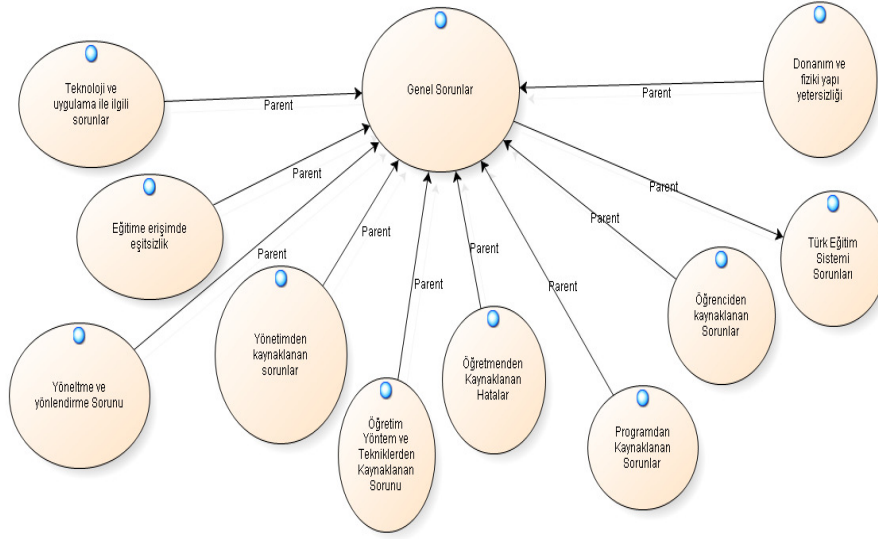 Teknoloji ve
uygulama ile ilgili
sorunlar
Parent
Genel Sorunlar
Parent
Donanım ve
fiziki yapı
yetersizliği
Eğitime erişimde
eşitsizlik
Parent
Parent
Türk Eğitim
Sistemi
Sorunları
Yöneltme ve
yönlendirme Sorunu
Parent
Yönetimden
kaynaklanan
sorunlar
Parent
Öğretim
Yöntem ve
Tekniklerden
Kaynaklanan
Sorunu
Parent
Öğretmenden
Kaynaklanan
Hatalar
Parent
Programdan
Kaynaklanan
Sorunlar
Parent
Öğrenciden
kaynaklanan
Sorunlar
Parent